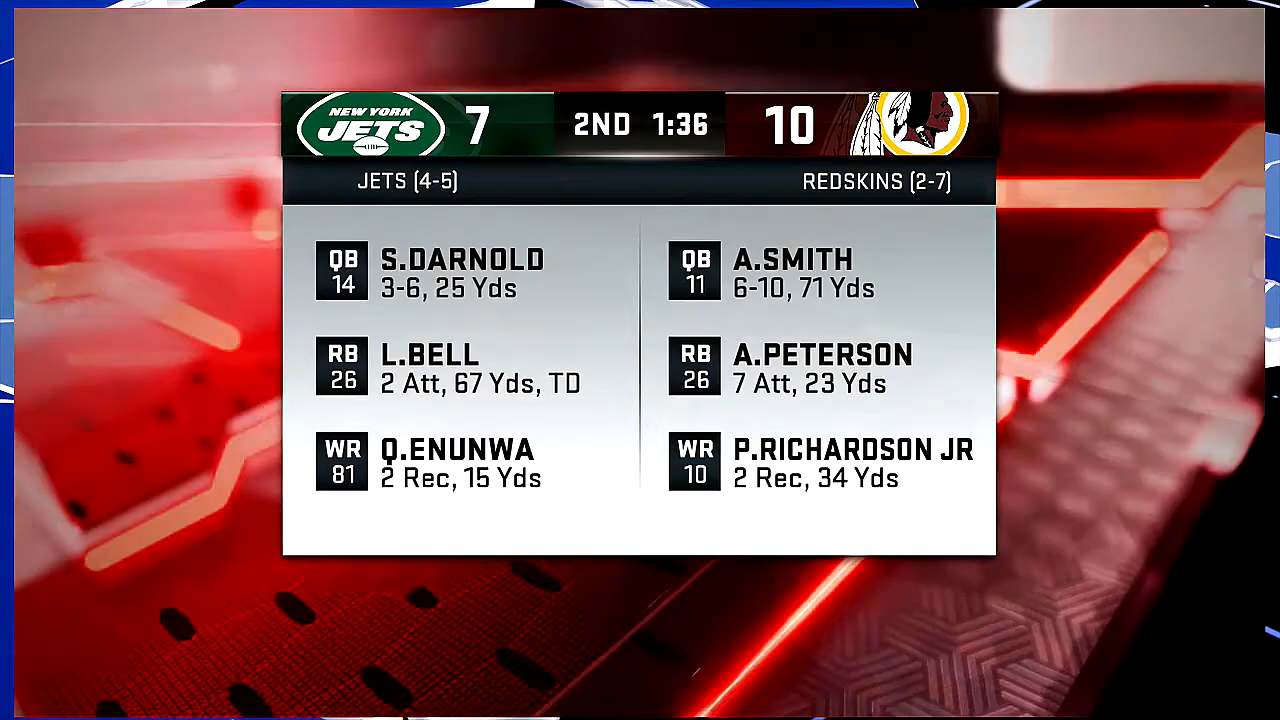 NEW YORK
JETS
7
2ND 1:36
10
JETS (4-5)
REDSKINS (2-7)
QB
14
S.DARNOLD
3-6, 25 Yds
QB
11
A.SMITH
6-10, 71 Yds
RB
26
L.BELL
2 Att, 67 Yds, TD
RB
26
A.PETERSON
7 Att, 23 Yds
WR
81
Q.ENUNWA
2 Rec, 15 Yds
WR
10
P.RICHARDSON JR
2 Rec, 34 Yds